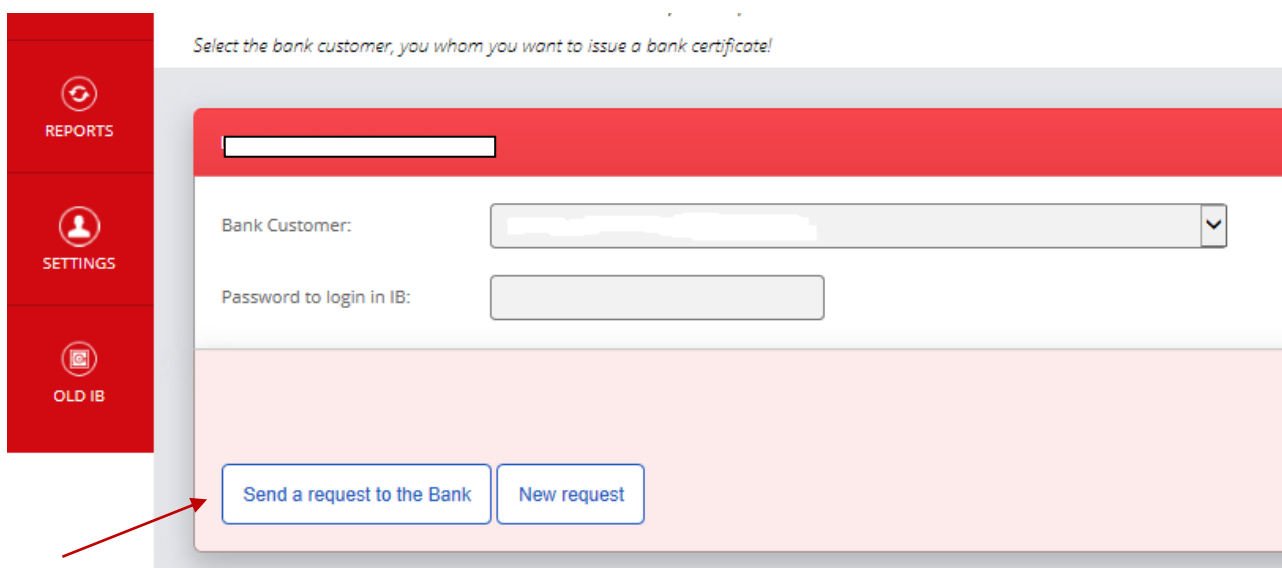 Select the bank customer, you whom you want to issue a bank certificate!
REPORTS
SETTINGS
OLD IB
Bank Customer:
Password to login in IB:
Send a request to the Bank
New request